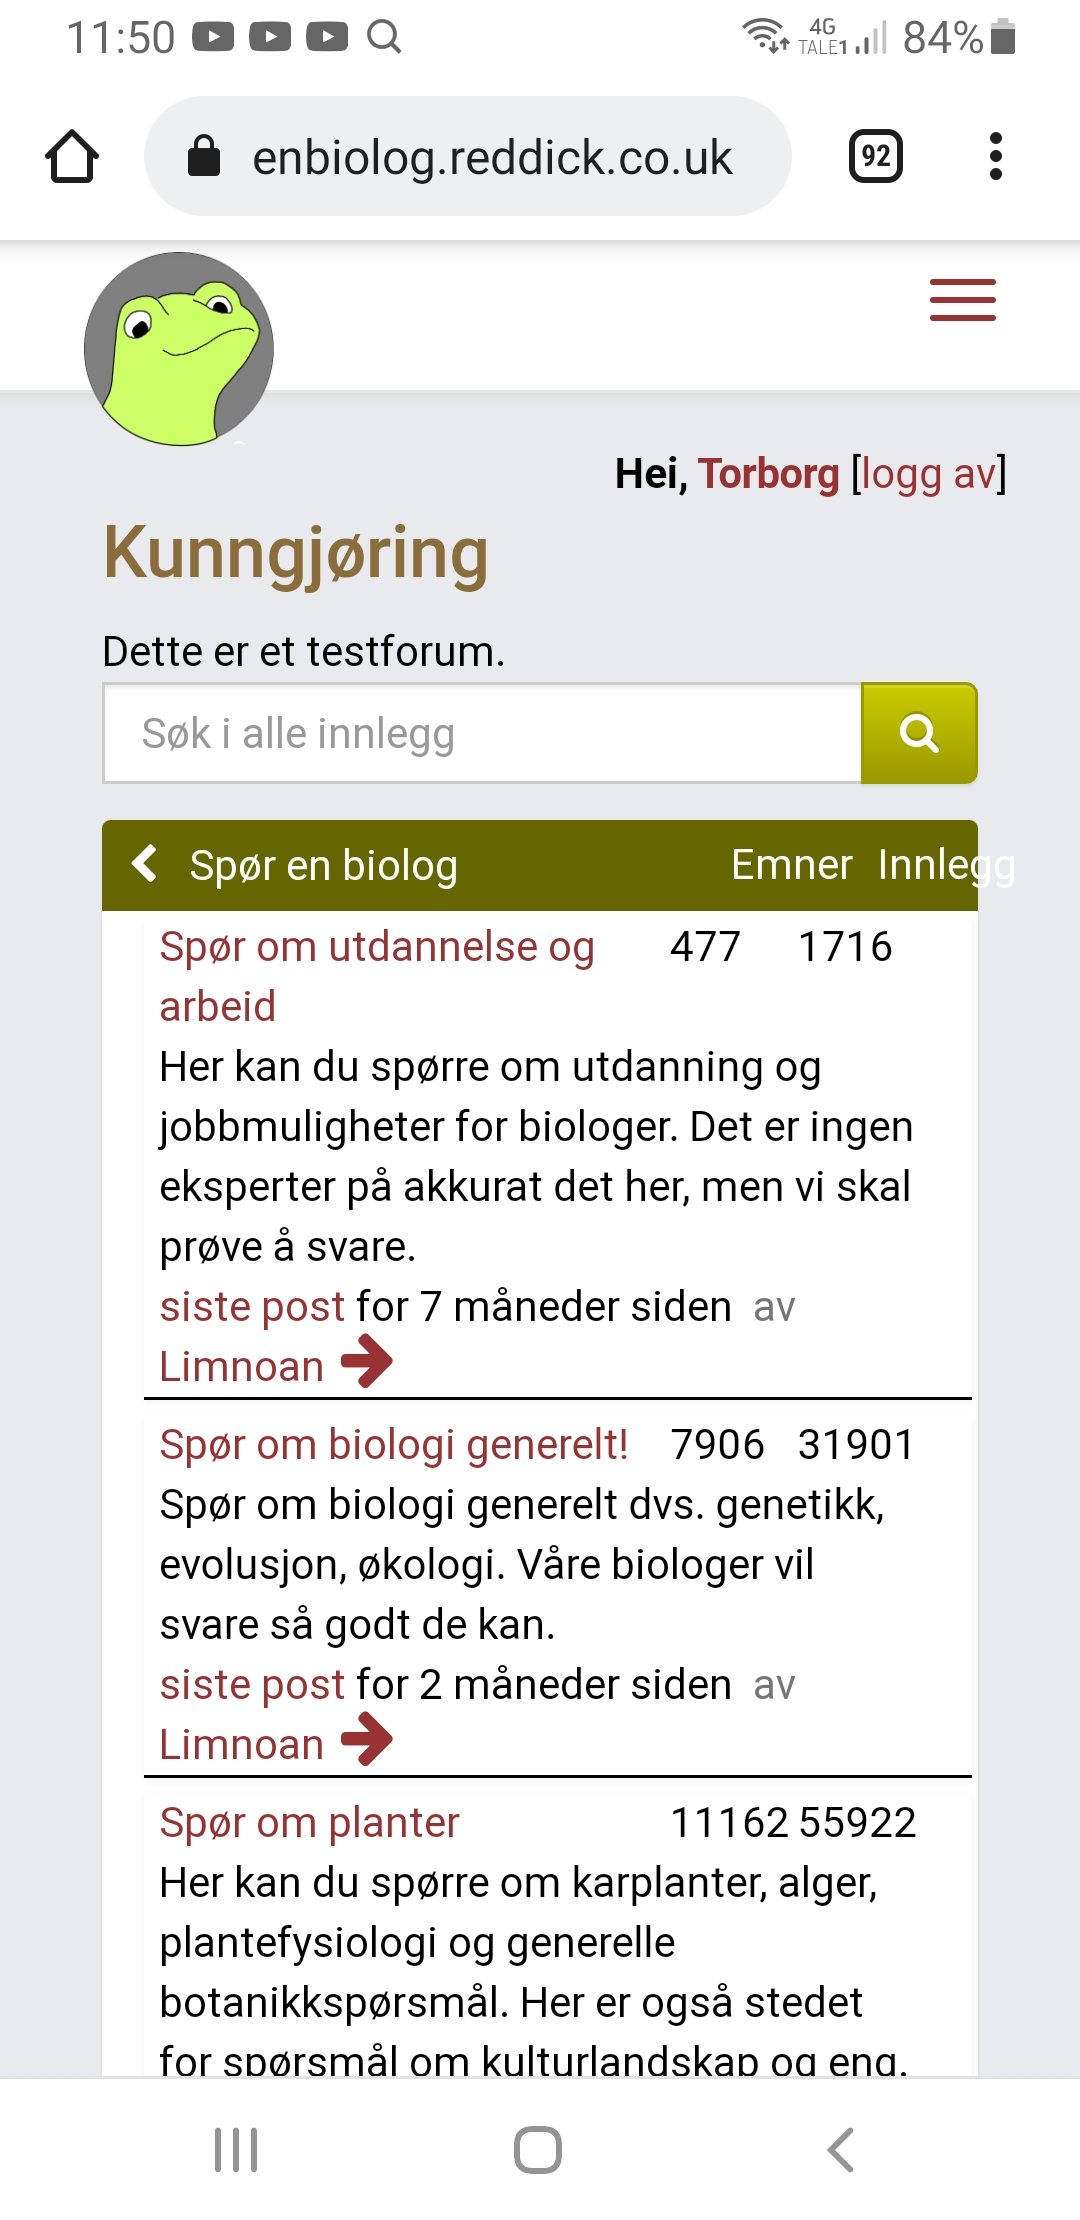 11:50 4G TALE1 84%
enbiolog.reddick.co.uk 92
Hei, Torborg [logg av]
Kunngjøring
Dette er et testforum.
Søk i alle innlegg
Spør en biolog Emner Innlegg
Spør om utdannelse og 477 1716
arbeid
Her kan du spørre om utdanning og
jobbmuligheter for biologer. Det er ingen
eksperter på akkurat det her, men vi skal
prøve å svare.
siste post for 7 måneder siden av
Limnoan
Spør om biologi generelt! 7906 31901
Spør om biologi generelt dvs. genetikk,
evolusjon, økologi. Våre biologer vil
svare så godt de kan.
siste post for 2 måneder siden av
Limnoan
Spør om planter 11162 55922
Her kan du spørre om karplanter, alger,
plantefysiologi og generelle
botanikkspørsmål. Her er også stedet
for spørsmål om kulturlandskap og eng.